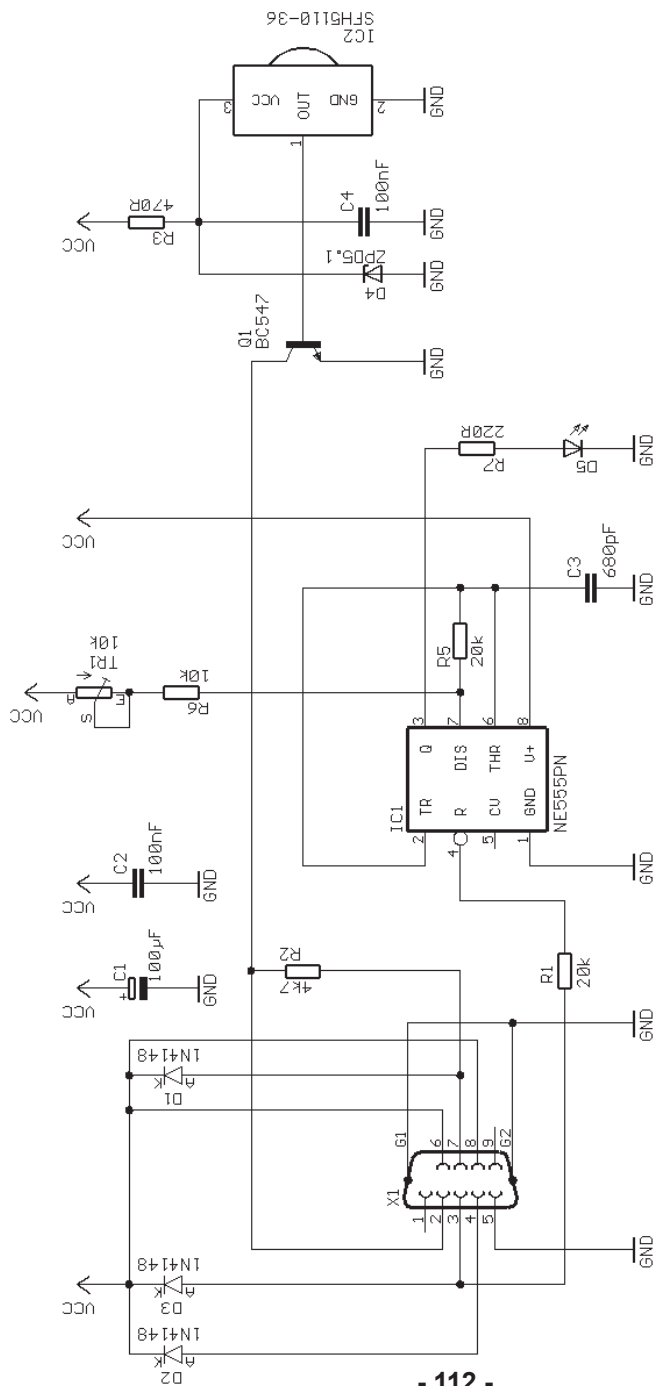 SFH5110-36
IC2
VCC
OUT
GND
3
1
2
GND
VCC
470R
R3
C4
100nF
GND
ZPD5.1
D4
GND
Q1
BC547
GND
220R
R7
D5
GND
VCC
C3
680pF
GND
R5
20k
VCC
TR1
10k
A
S
E
10k
R6
IC1
NE555PN
3
7
6
8
Q
DIS
THR
V+
TR
R
CV
GND
2
4
5
1
GND
VCC
C2
100nF
GND
VCC
C1
+
100µF
GND
R2
4k7
R1
20k
GND
1N4148
D1
K
A
G1
G2
X1
6
7
8
9
1
2
3
4
5
GND
VCC
1N4148
D3
K
A
1N4148
D2
K
A
- 112 -